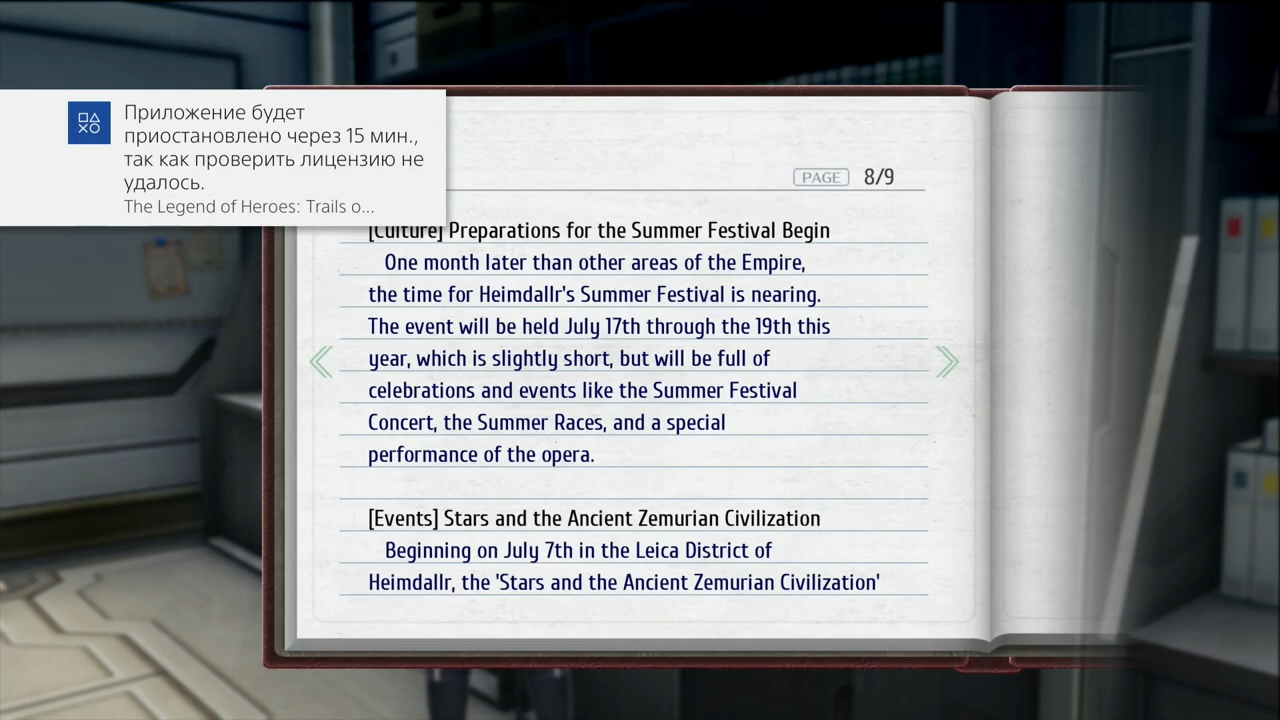 Приложение будет
приостановлено через 15 мин.,
так как проверить лицензию не
удалось.
The Legend of Heroes: Trails o...
PAGE 8/9
[Culture] Preparations for the Summer Festival Begin
One month later than other areas of the Empire,
the time for Heimdallr's Summer Festival is nearing.
The event will be held July 17th through the 19th this
year, which is slightly short, but will be full of
celebrations and events like the Summer Festival
Concert, the Summer Races, and a special
performance of the opera.
[Events] Stars and the Ancient Zemurian Civilization
Beginning on July 7th in the Leica District of
Heimdallr, the 'Stars and the Ancient Zemurian Civilization'